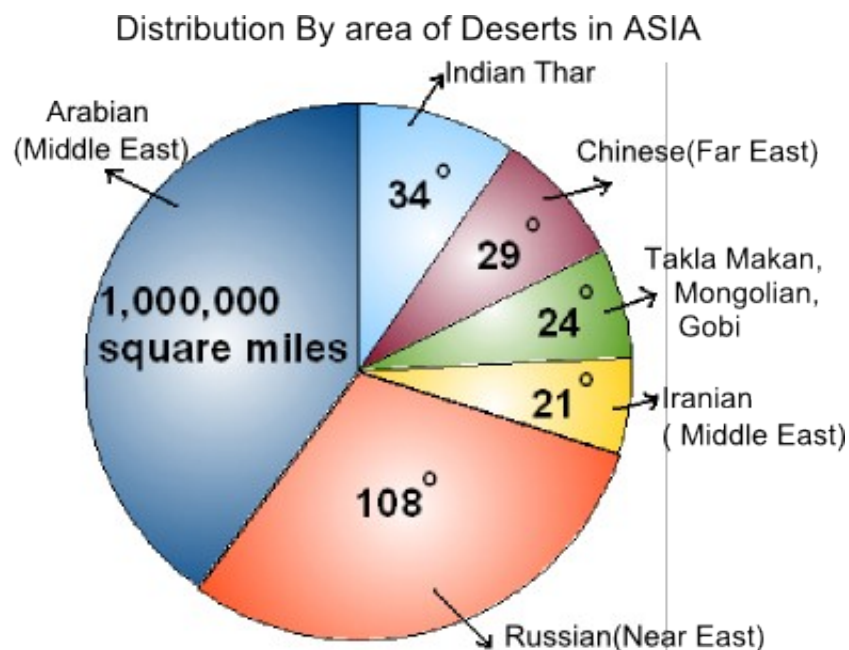 Distribution By area of Deserts in ASIA
Indian Thar
Arabian
(Middle East)
Chinese(Far East)
34°
29°
Takla Makan,
Mongolian,
Gobi
24°
1,000,000
square miles
21°
Iranian
( Middle East)
108°
Russian(Near East)